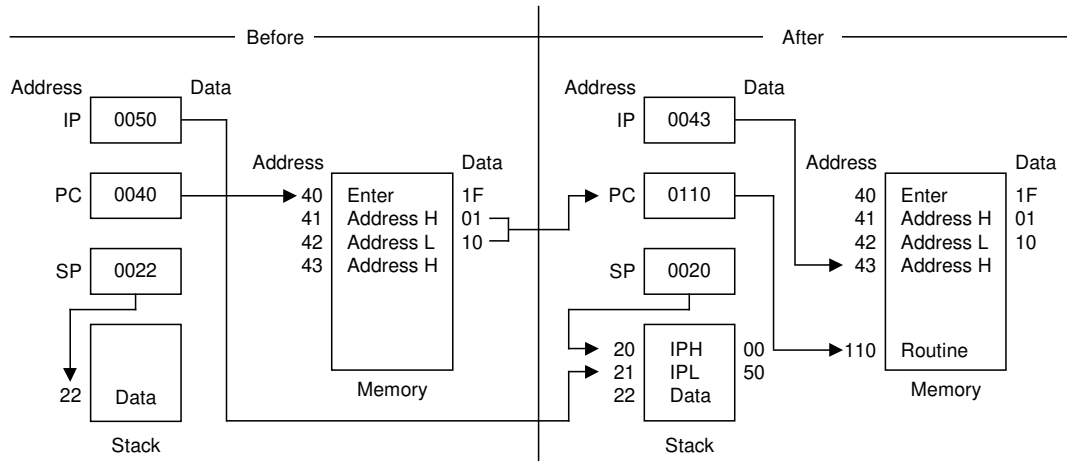 Before
Address Data
IP 0050
PC 0040
SP 0022
22 Data
Stack
Address Data
40 Enter 1F
41 Address H 01
42 Address L 10
43 Address H
Memory
After
Address Data
IP 0043
PC 0110
SP 0020
20 IPH 00
21 IPL 50
22 Data
Stack
Address Data
40 Enter 1F
41 Address H 01
42 Address L 10
43 Address H
110 Routine
Memory